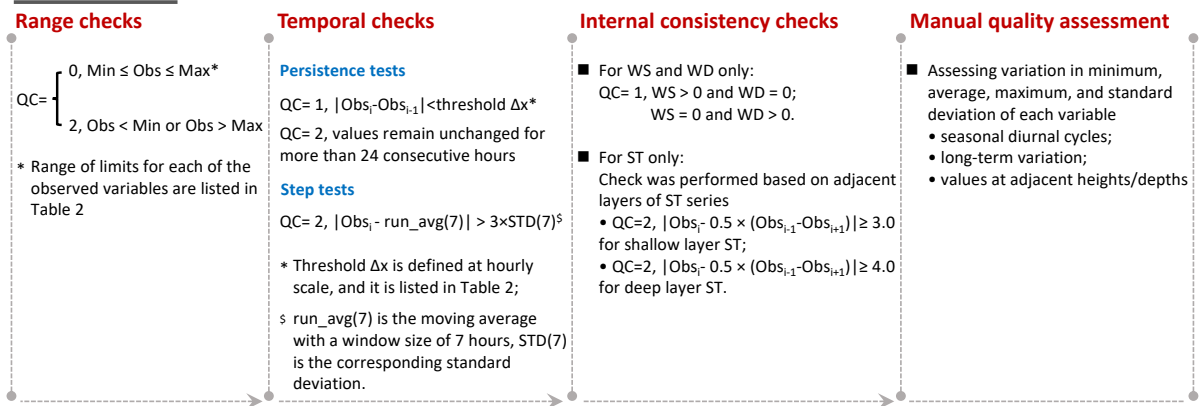 Range checks
QC=
0, Min ≤ Obs ≤ Max*
2, Obs < Min or Obs > Max
* Range of limits for each of the
observed variables are listed in
Table 2
Temporal checks
Persistence tests
QC= 1, |Obsi-Obsi-1|<threshold Δx*
QC= 2, values remain unchanged for
more than 24 consecutive hours
Step tests
QC= 2, |Obsi - run_avg(7)| > 3×STD(7)$
* Threshold Δx is defined at hourly
scale, and it is listed in Table 2;
$ run_avg(7) is the moving average
with a window size of 7 hours, STD(7)
is the corresponding standard
deviation.
Internal consistency checks
■ For WS and WD only:
QC= 1, WS > 0 and WD = 0;
WS = 0 and WD > 0.
■ For ST only:
Check was performed based on adjacent
layers of ST series
• QC=2, |Obsi- 0.5 × (Obsi-1-Obsi+1)|≥ 3.0
for shallow layer ST;
• QC=2, |Obsi- 0.5 × (Obsi-1-Obsi+1)|≥ 4.0
for deep layer ST.
Manual quality assessment
■ Assessing variation in minimum,
average, maximum, and standard
deviation of each variable
• seasonal diurnal cycles;
• long-term variation;
• values at adjacent heights/depths